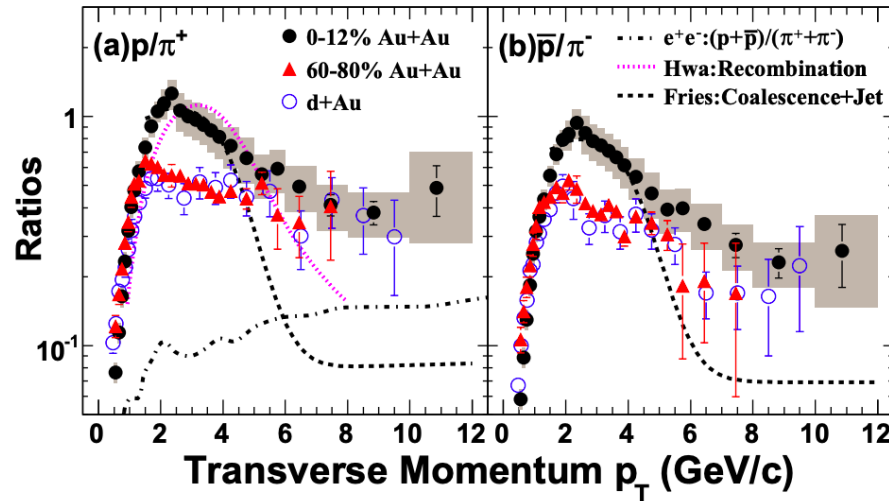 (a)p/π⁺
0-12% Au+Au
60-80% Au+Au
d+Au
(b)p̅/π⁻
e⁺e⁻:(p+p̅)/(π⁺+π⁻)
Hwa:Recombination
Fries:Coalescence+Jet
Ratios
1
10⁻¹
0 2 4 6 8 10 12
0 2 4 6 8 10 12
Transverse Momentum p_T (GeV/c)